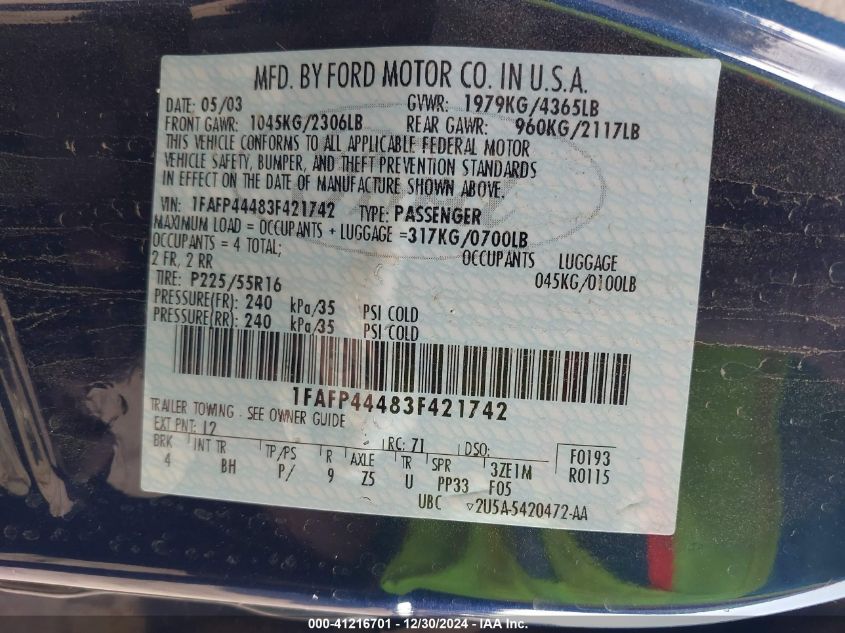 MFD. BY FORD MOTOR CO. IN U.S.A.
DATE: 05/03 GVWR: 1979KG/4365LB
FRONT GAWR: 1045KG/2306LB REAR GAWR: 960KG/2117LB
THIS VEHICLE CONFORMS TO ALL APPLICABLE FEDERAL MOTOR
VEHICLE SAFETY, BUMPER, AND THEFT PREVENTION STANDARDS
IN EFFECT ON THE DATE OF MANUFACTURE SHOWN ABOVE.
VIN: 1FAFP44483F421742 TYPE: PASSENGER
MAXIMUM LOAD = OCCUPANTS + LUGGAGE =317KG/0700LB
OCCUPANTS = 4 TOTAL; OCCUPANTS LUGGAGE
2 FR, 2 RR 045KG/0100LB
TIRE: P225/55R16
PRESSURE(FR): 240 kPa/35 PSI COLD
PRESSURE(RR): 240 kPa/35 PSI COLD
1FAFP44483F421742
TRAILER TOWING - SEE OWNER GUIDE
EXT PNT: 12 RC: 71 DSO: F0193
BRK INT TR TP/PS R AXLE TR SPR 3ZE1M R0115
4 BH P/ 9 Z5 U PP33 F05
UBC ▽2U5A-5420472-AA
000-41216701 - 12/30/2024 - IAA Inc.